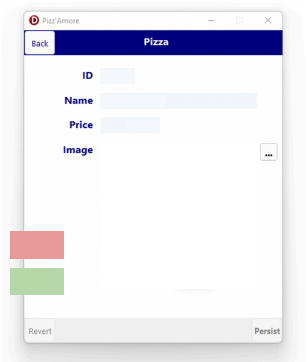 Pizz'Amore
Back
Pizza
ID
Name
Price
Image
...
Revert
Persist